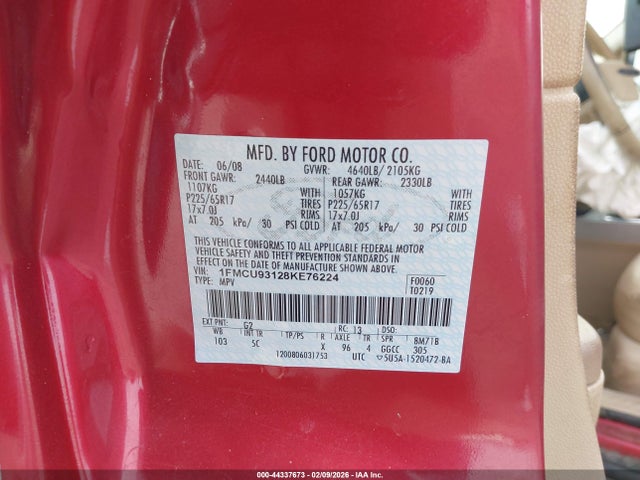 MFD. BY FORD MOTOR CO.
DATE: 06/08 GVWR: 4640LB/ 2105KG
FRONT GAWR: 2440LB REAR GAWR: 2330LB
1107KG WITH 1057KG WITH
P225/65R17 TIRES P225/65R17 TIRES
17x7.0J RIMS 17x7.0J RIMS
AT 205 kPa/ 30 PSI COLD AT 205 kPa/ 30 PSI COLD
THIS VEHICLE CONFORMS TO ALL APPLICABLE FEDERAL MOTOR
VEHICLE SAFETY AND THEFT PREVENTION STANDARDS IN
EFFECT ON THE DATE OF MANUFACTURE SHOWN ABOVE.
VIN: 1FMCU93128KE76224 F0060
TYPE: MPV T0219
EXT PNT: G2 RC: 13 DSO:
WB INT TR TP/PS R AXLE TR SPR 8M71B
103 5C X 96 4 GGCC 305
1200806031753 UTC 5U5A-1520472-BA
44337673 - 02/09/2026 - IAA Inc.